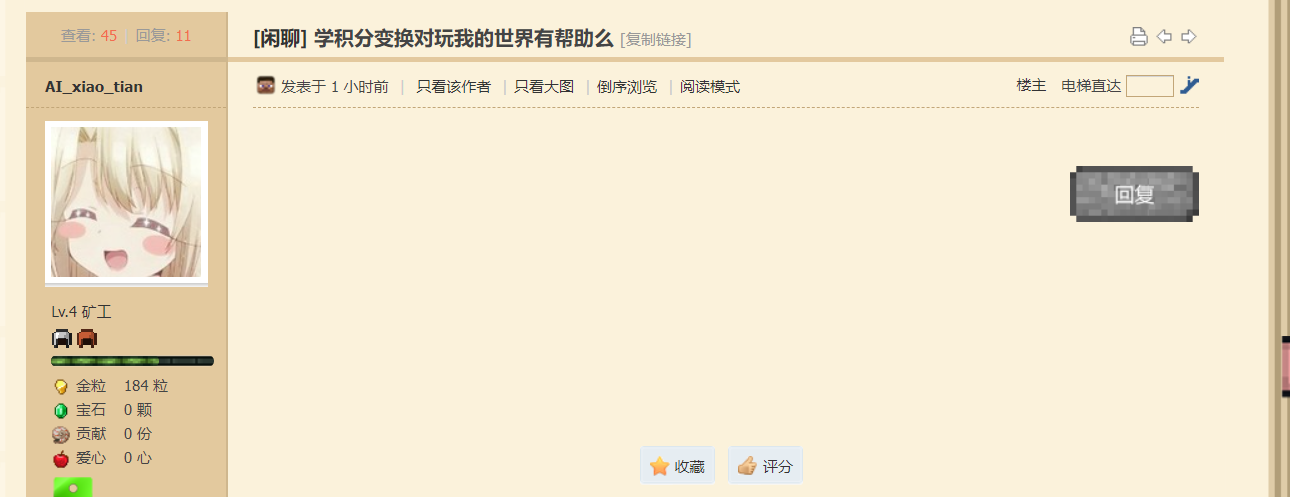 查看: 45 | 回复: 11
[闲聊] 学积分变换对玩我的世界有帮助么 [复制链接]
AI_xiao_tian
发表于 1 小时前 | 只看该作者 | 只看大图 | 倒序浏览 | 阅读模式
楼主 电梯直达
回复
Lv.4 矿工
金粒 184 粒
宝石 0 颗
贡献 0 份
爱心 0 心
收藏 评分